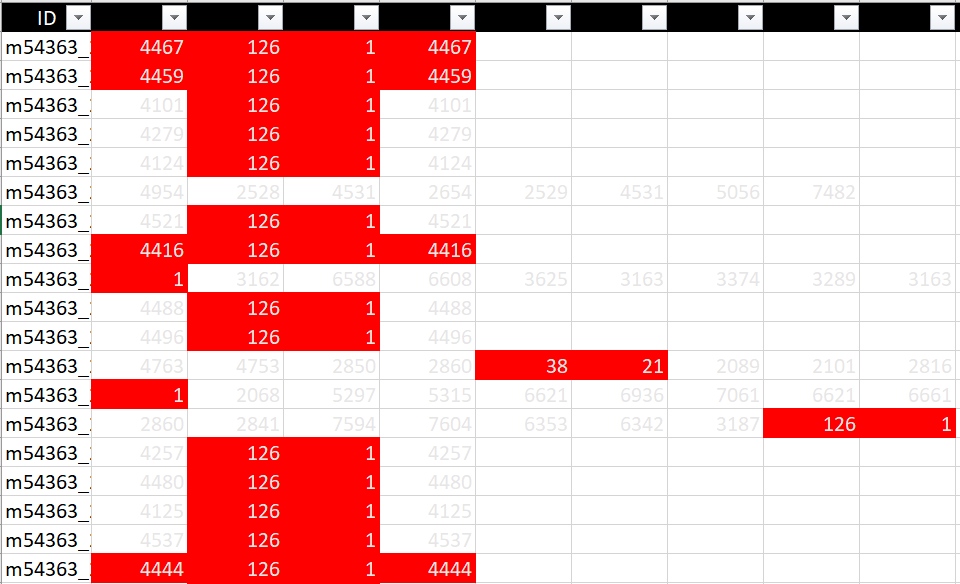 ID
m54363_ 4467 126 1 4467
m54363_ 4459 126 1 4459
m54363_ 4101 126 1 4101
m54363_ 4279 126 1 4279
m54363_ 4124 126 1 4124
m54363_ 4954 2528 4531 2654 2529 4531 5056 7482
m54363_ 4521 126 1 4521
m54363_ 4416 126 1 4416
m54363_ 1 3162 6588 6608 3625 3163 3374 3289 3163
m54363_ 4488 126 1 4488
m54363_ 4496 126 1 4496
m54363_ 4763 4753 2850 2860 38 21 2089 2101 2816
m54363_ 1 2068 5297 5315 6621 6936 7061 6621 6661
m54363_ 2860 2841 7594 7604 6353 6342 3187 126 1
m54363_ 4257 126 1 4257
m54363_ 4480 126 1 4480
m54363_ 4125 126 1 4125
m54363_ 4537 126 1 4537
m54363_ 4444 126 1 4444